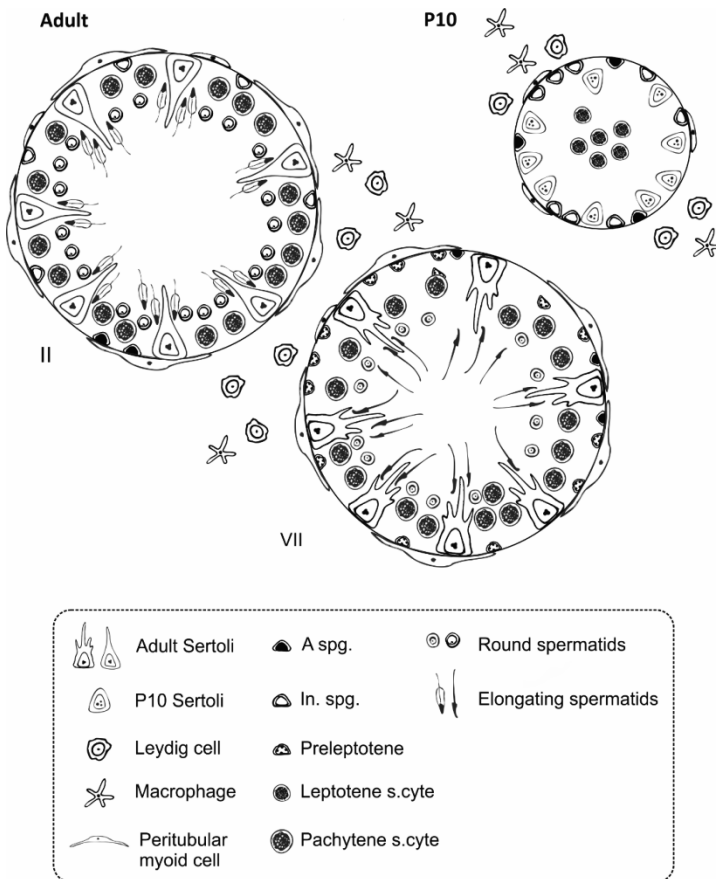 Adult
P10
II
VII
Adult Sertoli
A spg.
Round spermatids
P10 Sertoli
In. spg.
Elongating spermatids
Leydig cell
Preleptotene
Macrophage
Leptotene s.cyte
Peritubular
myoid cell
Pachytene s.cyte